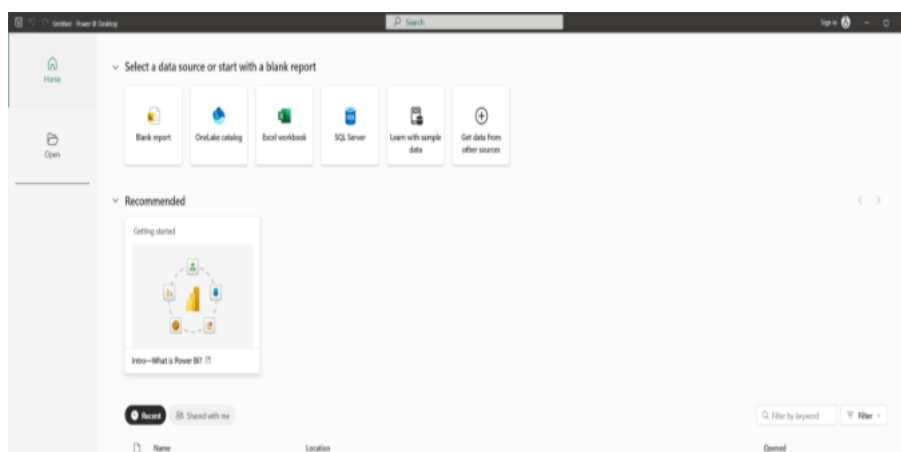 Untitled - Power BI Desktop
Search
Sign in
Home
Open
Select a data source or start with a blank report
Blank report
OneLake catalog
Excel workbook
SQL Server
Learn with sample
data
Get data from
other sources
Recommended
Getting started
Intro—What is Power BI?
Recent
Shared with me
Filter by keyword
Filter
Name
Location
Opened